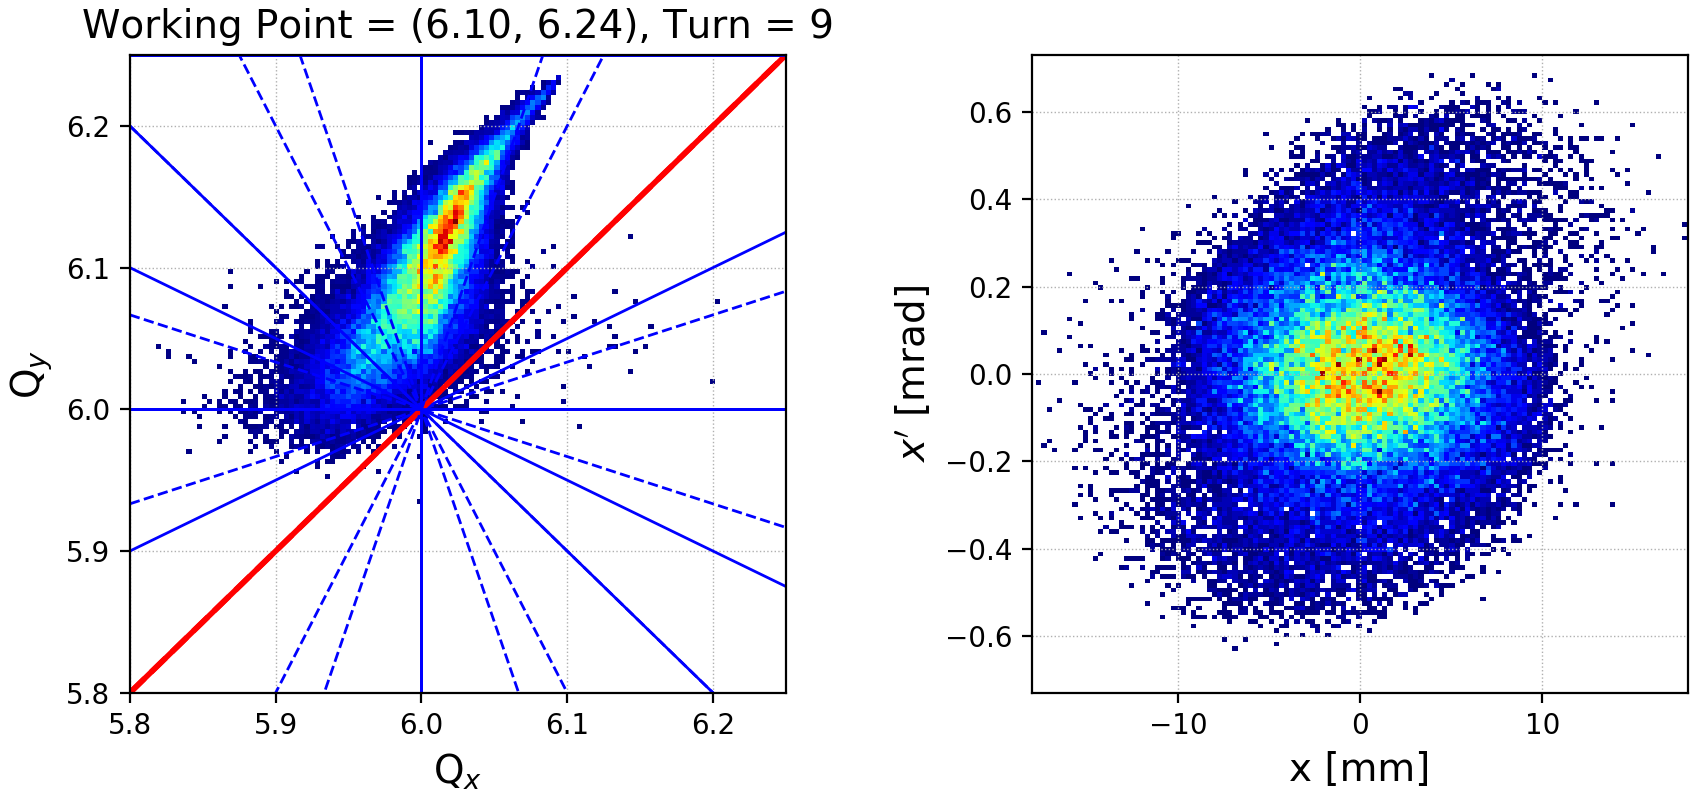 Working Point = (6.10, 6.24), Turn = 9
6.2
6.1
6.0
5.9
5.8
Q_y
5.8 5.9 6.0 6.1 6.2
Q_x
0.6
0.4
0.2
0.0
−0.2
−0.4
−0.6
x′ [mrad]
−10 0 10
x [mm]